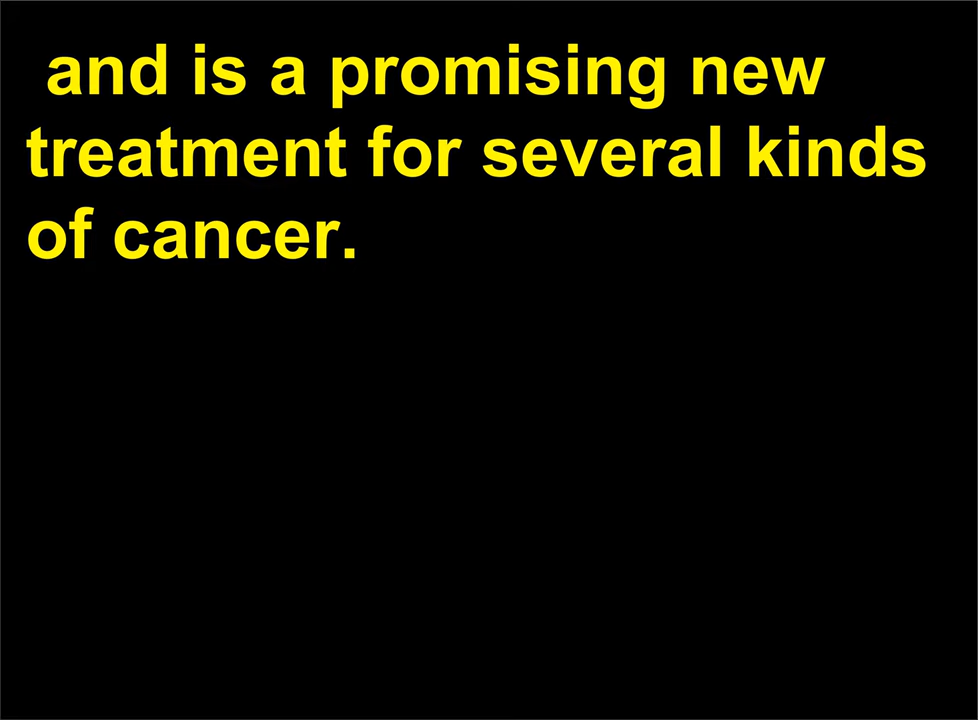 and is a promising new
treatment for several kinds
of cancer.